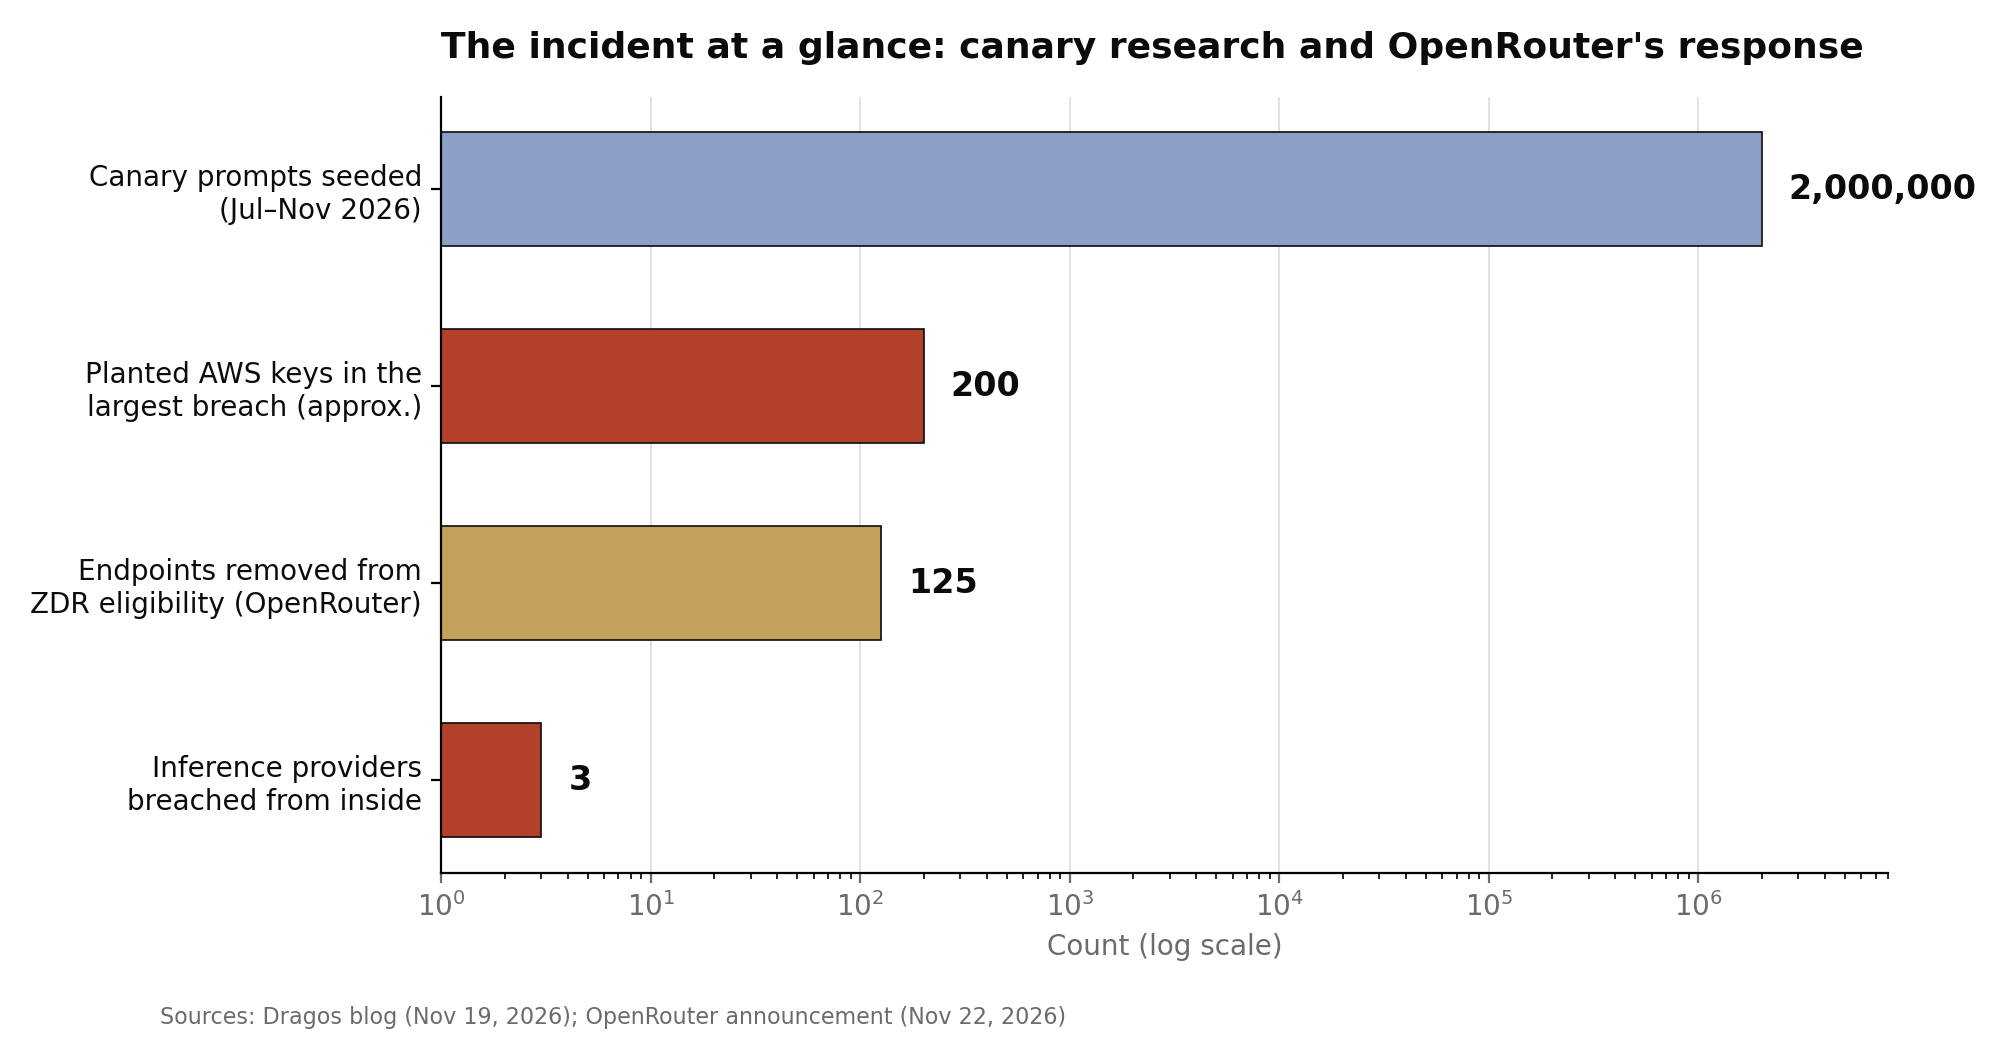 The incident at a glance: canary research and OpenRouter's response
Canary prompts seeded
(Jul–Nov 2026)
2,000,000
Planted AWS keys in the
largest breach (approx.)
200
Endpoints removed from
ZDR eligibility (OpenRouter)
125
Inference providers
breached from inside
3
10⁰ 10¹ 10² 10³ 10⁴ 10⁵ 10⁶
Count (log scale)
Sources: Dragos blog (Nov 19, 2026); OpenRouter announcement (Nov 22, 2026)